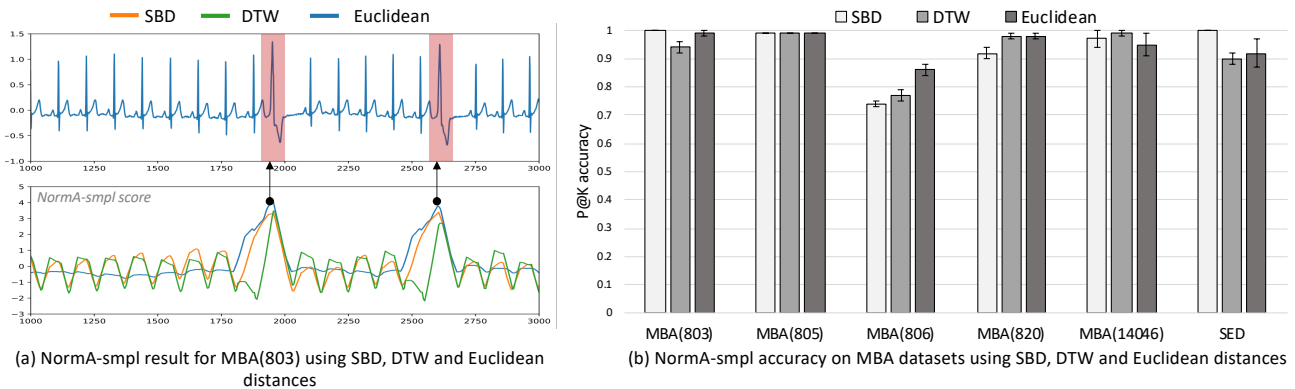 SBD DTW Euclidean
1.5
1.0
0.5
0.0
−0.5
−1.0
1000 1250 1500 1750 2000 2250 2500 2750 3000
NormA-smpl score
5
4
3
2
1
0
−1
−2
−3
1000 1250 1500 1750 2000 2250 2500 2750 3000
(a) NormA-smpl result for MBA(803) using SBD, DTW and Euclidean
distances
SBD DTW Euclidean
P@K accuracy
1
0.9
0.8
0.7
0.6
0.5
0.4
0.3
0.2
0.1
0
MBA(803) MBA(805) MBA(806) MBA(820) MBA(14046) SED
(b) NormA-smpl accuracy on MBA datasets using SBD, DTW and Euclidean distances